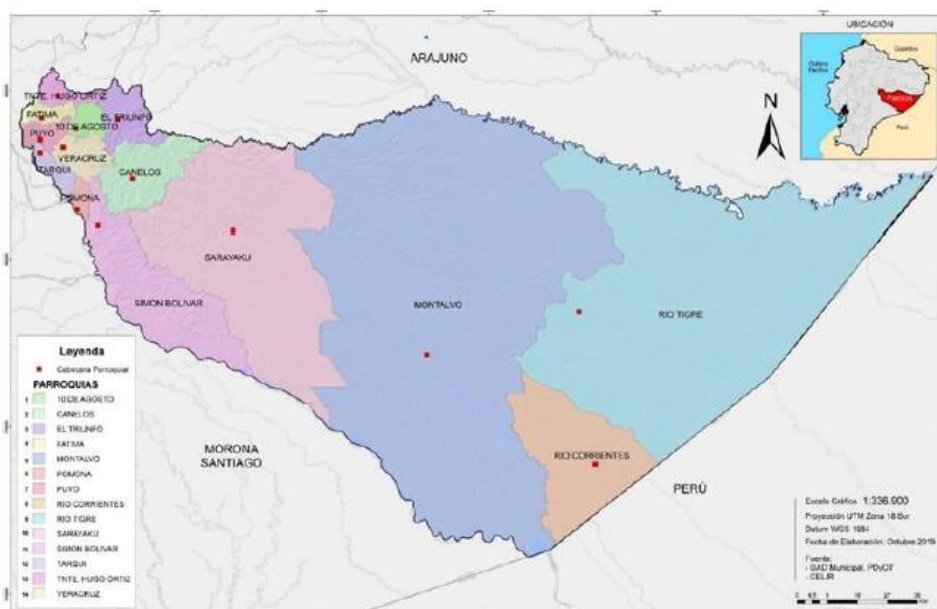 UBICACIÓN
Colombia
Océano
Pacífico
Perú
ARAJUNO
N
TNTE. HUGO ORTIZ
FATIMA
10 DE AGOSTO
EL TRIUNFO
PUYO
VERACRUZ
TARQUI
CANELOS
POMONA
SARAYAKU
SIMON BOLIVAR
MONTALVO
RIO TIGRE
RIO CORRIENTES
MORONA
SANTIAGO
PERÚ
Leyenda
Cabecera Parroquial
PARROQUIAS
1 10 DE AGOSTO
2 CANELOS
3 EL TRIUNFO
4 FATIMA
5 MONTALVO
6 POMONA
7 PUYO
8 RIO CORRIENTES
9 RIO TIGRE
10 SARAYAKU
11 SIMON BOLIVAR
12 TARQUI
13 TNTE. HUGO ORTIZ
14 VERACRUZ
Escala Gráfica 1:336.900
Proyección UTM Zona 18 Sur
Datum WGS 1984
Fecha de Elaboración: Octubre 2019
Fuente:
- GAD Municipal, PDyOT
- CELIR